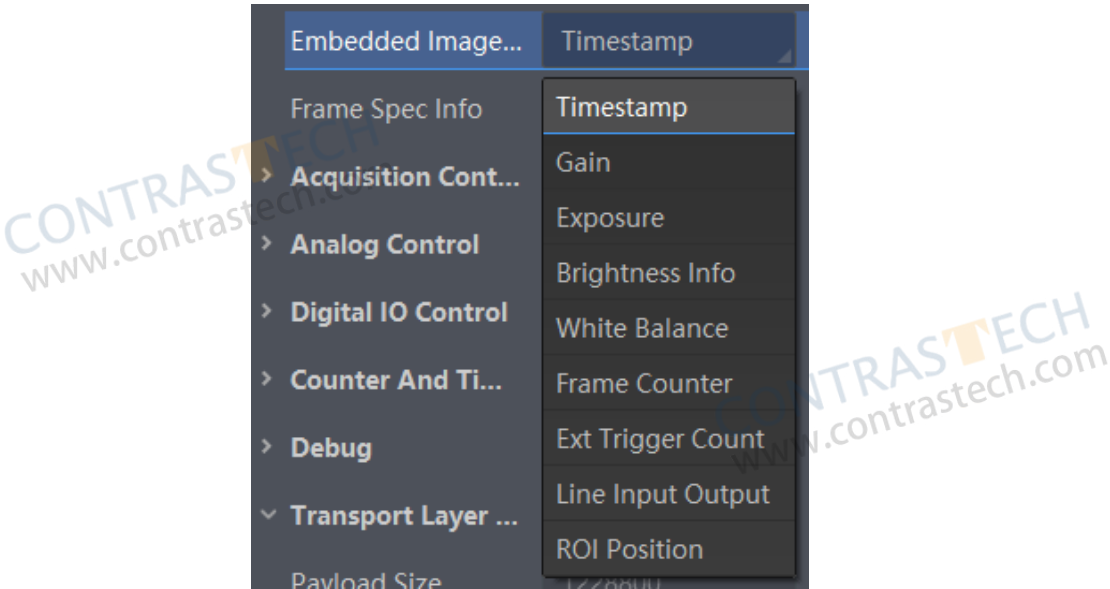 Embedded Image... Timestamp
Frame Spec Info Timestamp
Gain
Acquisition Cont...
Exposure
Analog Control
Brightness Info
Digital IO Control
White Balance
Counter And Ti... Frame Counter
Ext Trigger Count
Debug
Line Input Output
Transport Layer ...
ROI Position
Payload Size 1228800
CONTRASTECH
www.contrastech.com
CONTRASTECH
www.contrastech.com